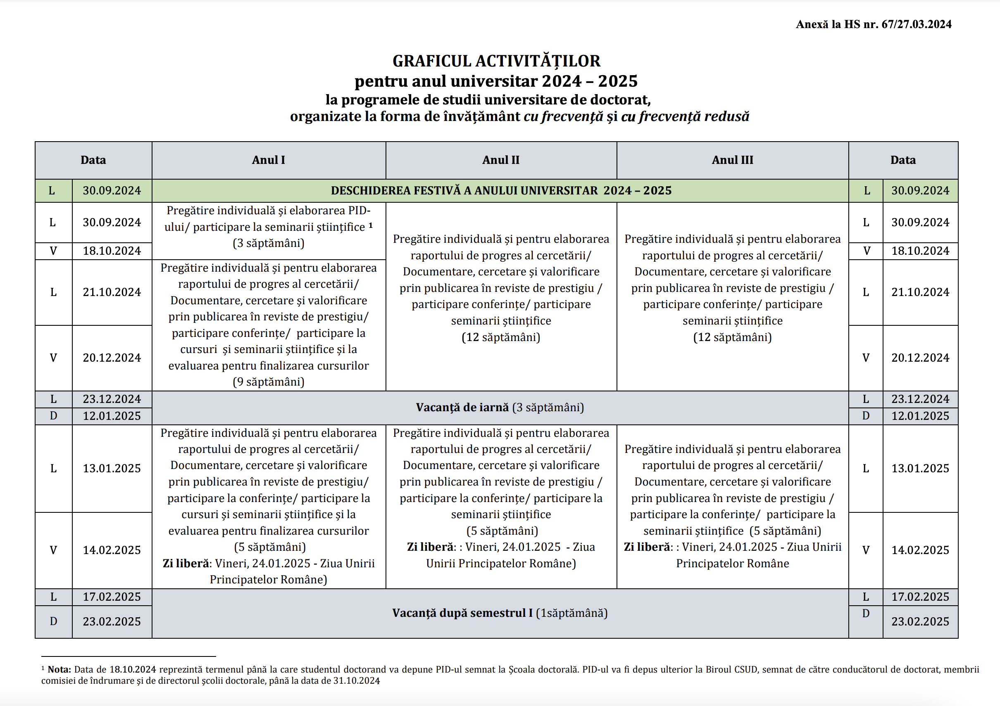 Anexă la HS nr. 67/27.03.2024
GRAFICUL ACTIVITĂȚILOR
pentru anul universitar 2024 – 2025
la programele de studii universitare de doctorat,
organizate la forma de învățământ cu frecvență și cu frecvență redusă
Data Anul I Anul II Anul III Data
L 30.09.2024 DESCHIDEREA FESTIVĂ A ANULUI UNIVERSITAR 2024 – 2025 L 30.09.2024
L 30.09.2024
V 18.10.2024
Pregătire individuală și elaborarea PID-
ului/ participare la seminarii științifice ¹
(3 săptămâni)
L 21.10.2024
V 20.12.2024
Pregătire individuală și pentru elaborarea
raportului de progres al cercetării/
Documentare, cercetare și valorificare
prin publicarea în reviste de prestigiu/
participare conferințe/ participare la
cursuri și seminarii științifice și la
evaluarea pentru finalizarea cursurilor
(9 săptămâni)
Pregătire individuală și pentru elaborarea
raportului de progres al cercetării/
Documentare, cercetare și valorificare
prin publicarea în reviste de prestigiu /
participare conferințe/ participare
seminarii științifice
(12 săptămâni)
Pregătire individuală și pentru elaborarea
raportului de progres al cercetării/
Documentare, cercetare și valorificare
prin publicarea în reviste de prestigiu /
participare conferințe/ participare
seminarii științifice
(12 săptămâni)
L 30.09.2024
V 18.10.2024
L 21.10.2024
V 20.12.2024
L 23.12.2024
D 12.01.2025
Vacanță de iarnă (3 săptămâni)
L 23.12.2024
D 12.01.2025
L 13.01.2025
V 14.02.2025
Pregătire individuală și pentru elaborarea
raportului de progres al cercetării/
Documentare, cercetare și valorificare
prin publicarea în reviste de prestigiu/
participare la conferințe/ participare la
cursuri și seminarii științifice și la
evaluarea pentru finalizarea cursurilor
(5 săptămâni)
Zi liberă: Vineri, 24.01.2025 - Ziua Unirii
Principatelor Române)
Pregătire individuală și pentru elaborarea
raportului de progres al cercetării/
Documentare, cercetare și valorificare
prin publicarea în reviste de prestigiu /
participare la conferințe/ participare la
seminarii științifice
(5 săptămâni)
Zi liberă: : Vineri, 24.01.2025 - Ziua
Unirii Principatelor Române)
Pregătire individuală și pentru elaborarea
raportului de progres al cercetării/
Documentare, cercetare și valorificare
prin publicarea în reviste de prestigiu /
participare la conferințe/ participare la
seminarii științifice (5 săptămâni)
Zi liberă: : Vineri, 24.01.2025 - Ziua Unirii
Principatelor Române
L 13.01.2025
V 14.02.2025
L 17.02.2025
D 23.02.2025
Vacanță după semestrul I (1săptămână)
L 17.02.2025
D 23.02.2025
¹ Nota: Data de 18.10.2024 reprezintă termenul până la care studentul doctorand va depune PID-ul semnat la Școala doctorală. PID-ul va fi depus ulterior la Biroul CSUD, semnat de către conducătorul de doctorat, membrii
comisiei de îndrumare și de directorul școlii doctorale, până la data de 31.10.2024